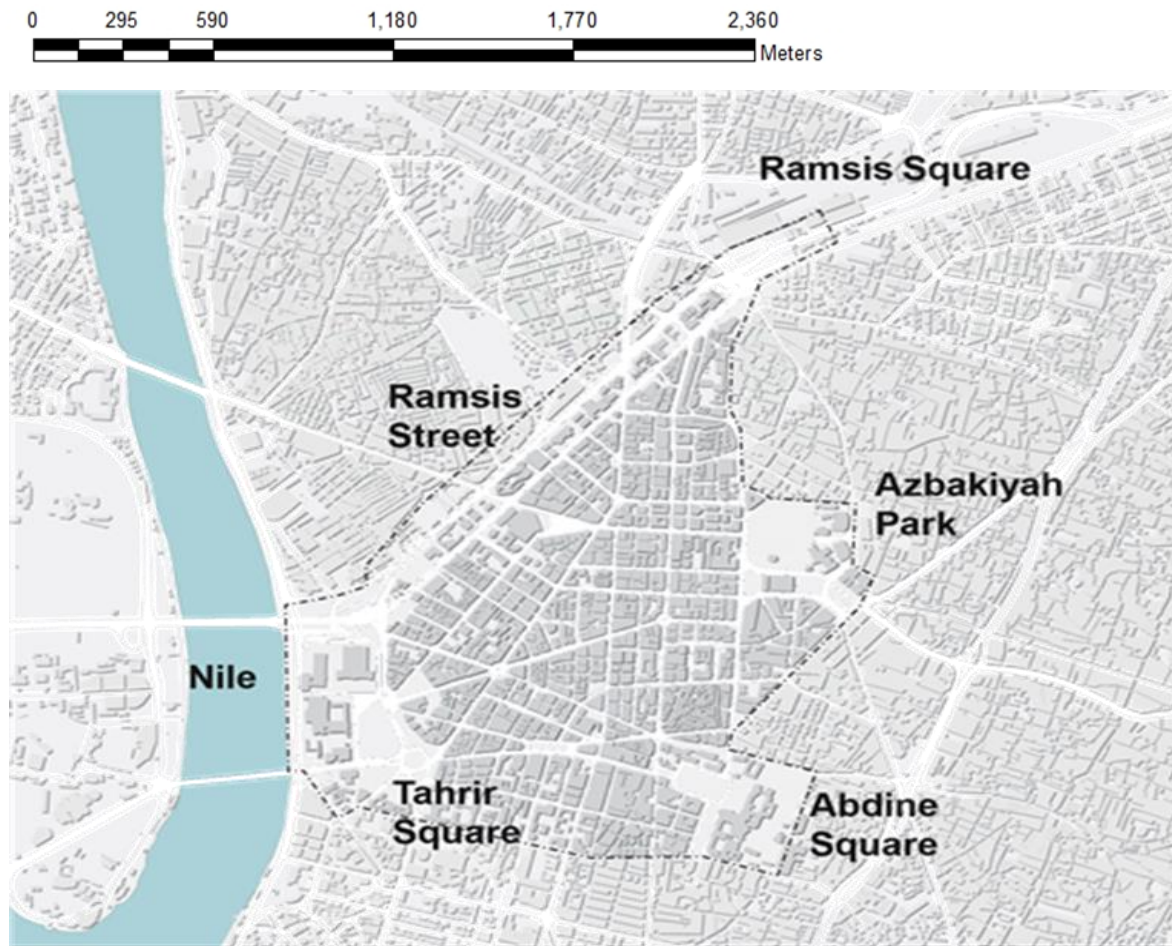 0 295 590 1,180 1,770 2,360
Meters
Ramsis Square
Ramsis
Street
Azbakiyah
Park
Nile
Tahrir
Square
Abdine
Square